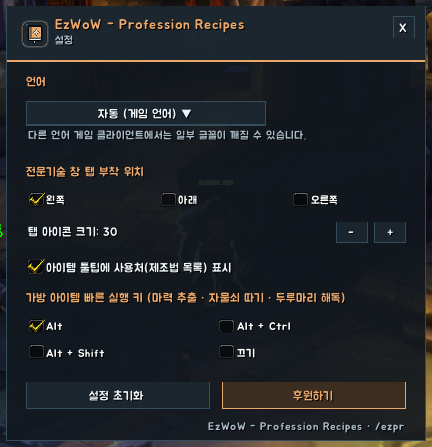 EzWoW - Profession Recipes
설정
X
언어
자동 (게임 언어) ▼
다른 언어 게임 클라이언트에서는 일부 글꼴이 깨질 수 있습니다.
전문기술 창 탭 부착 위치
왼쪽
아래
오른쪽
탭 아이콘 크기: 30
-
+
아이템 툴팁에 사용처(제조법 목록) 표시
가방 아이템 빠른 실행 키 (마력 추출 · 자물쇠 따기 · 두루마리 해독)
Alt
Alt + Ctrl
Alt + Shift
끄기
설정 초기화
후원하기
EzWoW - Profession Recipes · /ezpr